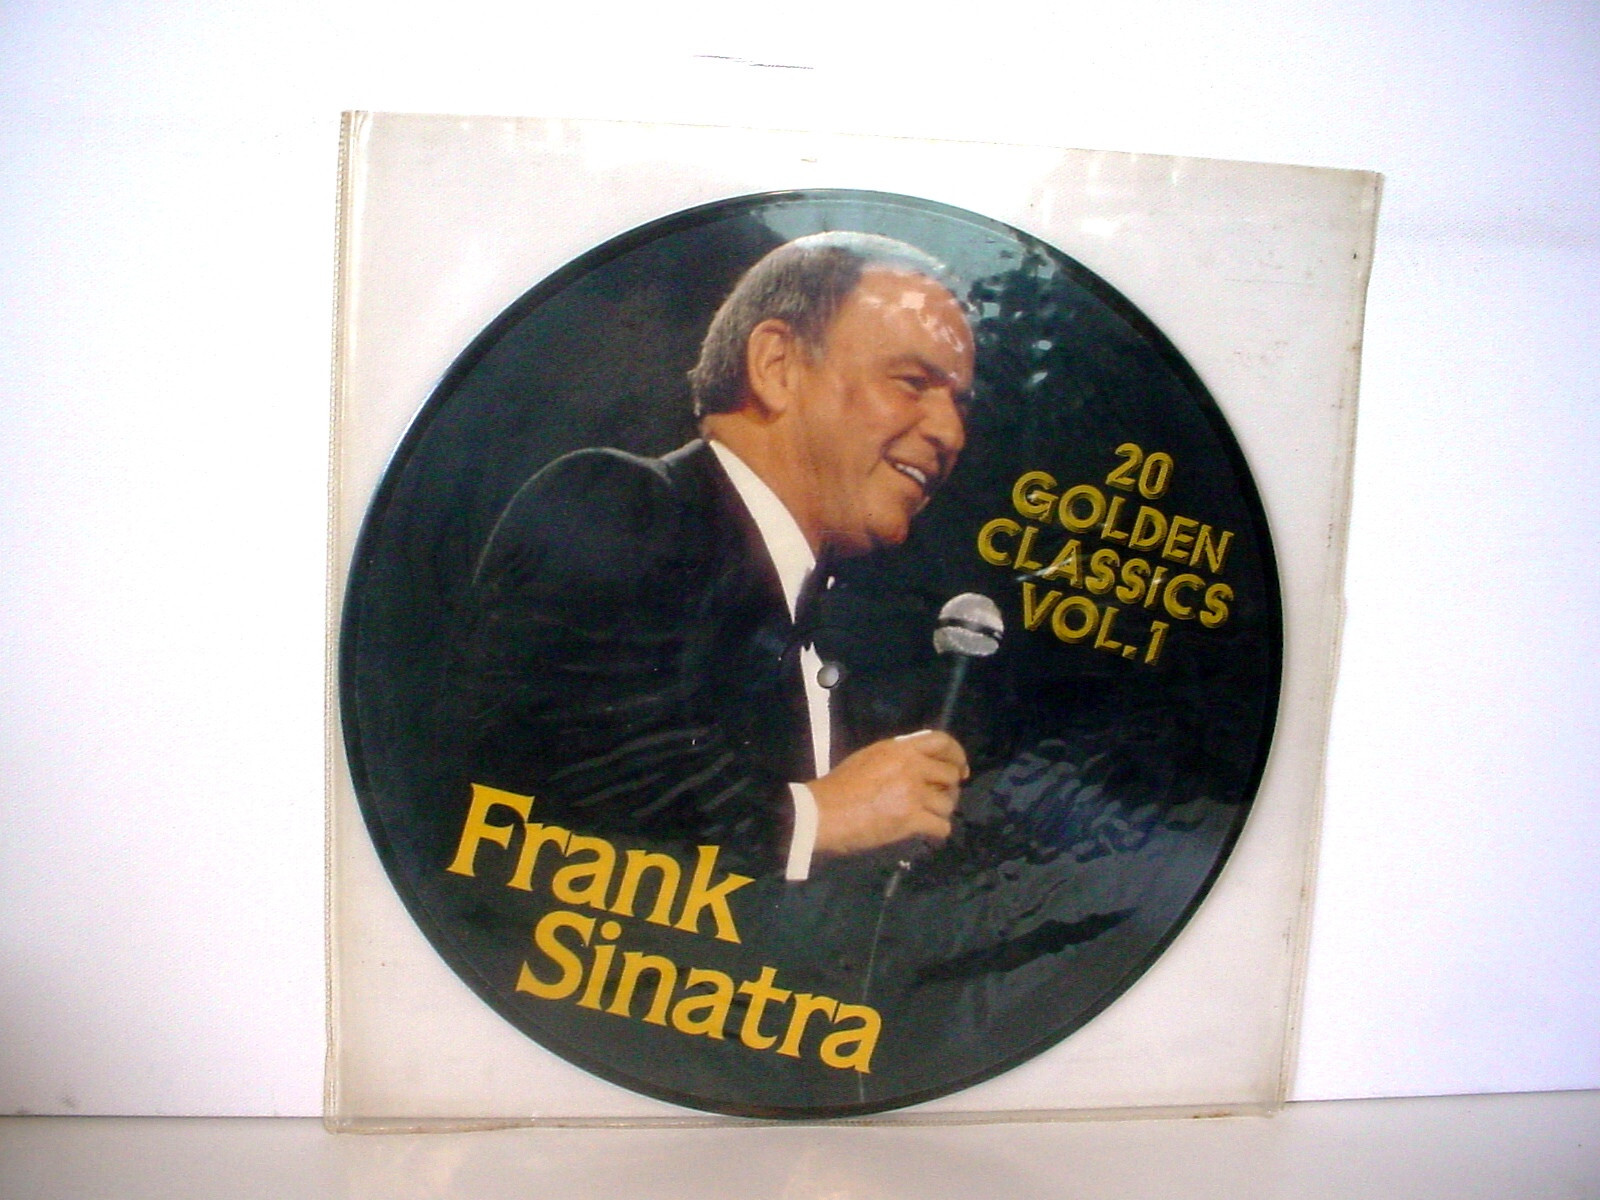 20
GOLDEN
CLASSICS
VOL.1
Frank
Sinatra